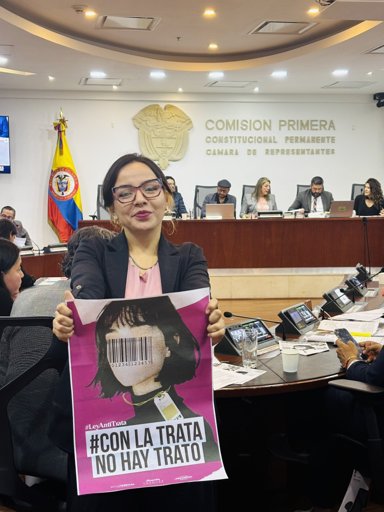 COMISION PRIMERA
CONSTITUCIONAL PERMANENTE
CAMARA DE REPRESENTANTES
#LeyAntiTrata
#CON LA TRATA
NO HAY TRATO